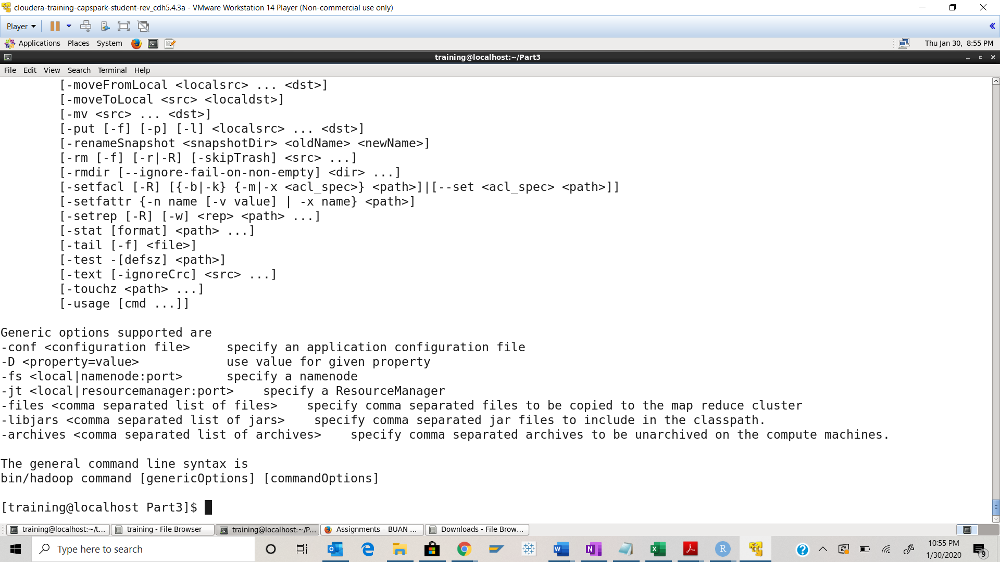 cloudera-training-capspark-student-rev_cdh5.4.3a - VMware Workstation 14 Player (Non-commercial use only)
Player
Applications Places System Thu Jan 30, 8:55 PM
training@localhost:~/Part3
File Edit View Search Terminal Help
[-moveFromLocal <localsrc> ... <dst>]
[-moveToLocal <src> <localdst>]
[-mv <src> ... <dst>]
[-put [-f] [-p] [-l] <localsrc> ... <dst>]
[-renameSnapshot <snapshotDir> <oldName> <newName>]
[-rm [-f] [-r|-R] [-skipTrash] <src> ...]
[-rmdir [--ignore-fail-on-non-empty] <dir> ...]
[-setfacl [-R] [{-b|-k} {-m|-x <acl_spec>} <path>]|[--set <acl_spec> <path>]]
[-setfattr {-n name [-v value] | -x name} <path>]
[-setrep [-R] [-w] <rep> <path> ...]
[-stat [format] <path> ...]
[-tail [-f] <file>]
[-test -[defsz] <path>]
[-text [-ignoreCrc] <src> ...]
[-touchz <path> ...]
[-usage [cmd ...]]
Generic options supported are
-conf <configuration file>     specify an application configuration file
-D <property=value>            use value for given property
-fs <local|namenode:port>      specify a namenode
-jt <local|resourcemanager:port>    specify a ResourceManager
-files <comma separated list of files>    specify comma separated files to be copied to the map reduce cluster
-libjars <comma separated list of jars>    specify comma separated jar files to include in the classpath.
-archives <comma separated list of archives>    specify comma separated archives to be unarchived on the compute machines.
The general command line syntax is
bin/hadoop command [genericOptions] [commandOptions]
[training@localhost Part3]$
training@localhost:~/t... training - File Browser training@localhost:~/P... Assignments – BUAN ... Downloads - File Brow...
Type here to search
10:55 PM
1/30/2020
9